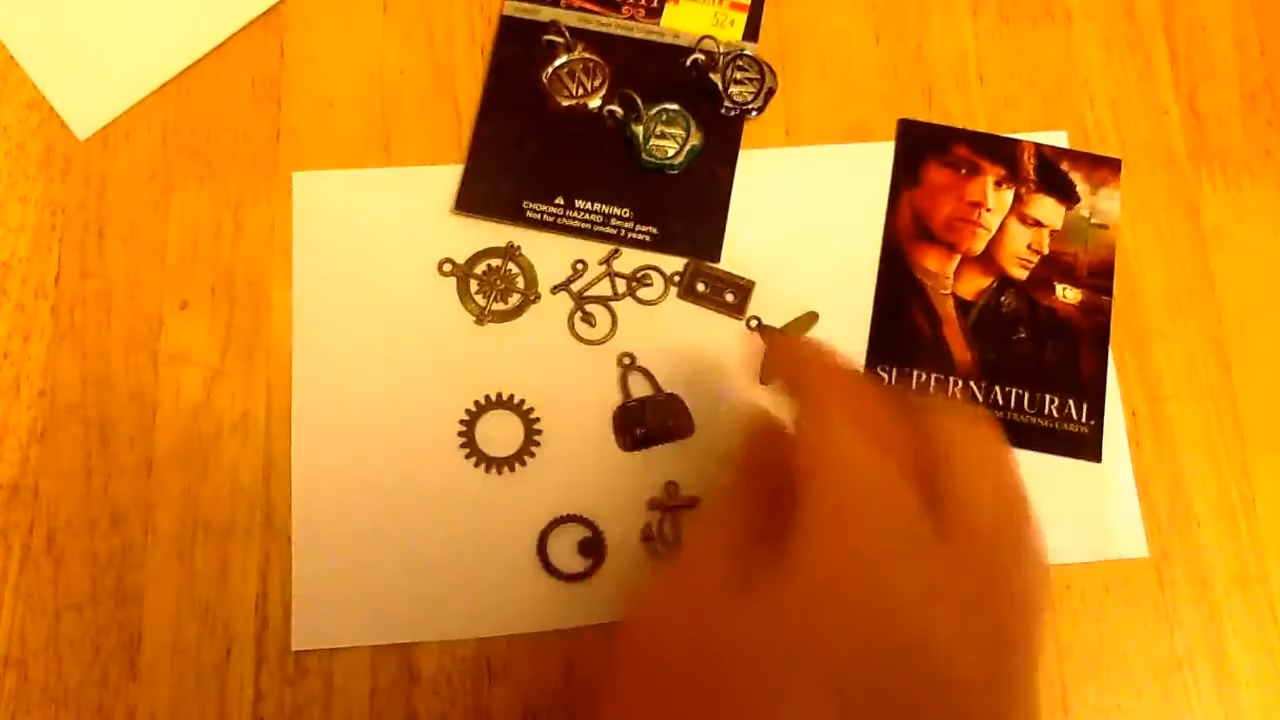 52¢
W
W
⚠ WARNING:
CHOKING HAZARD - Small parts.
Not for children under 3 years.
SUPERNATURAL
TRADING CARDS